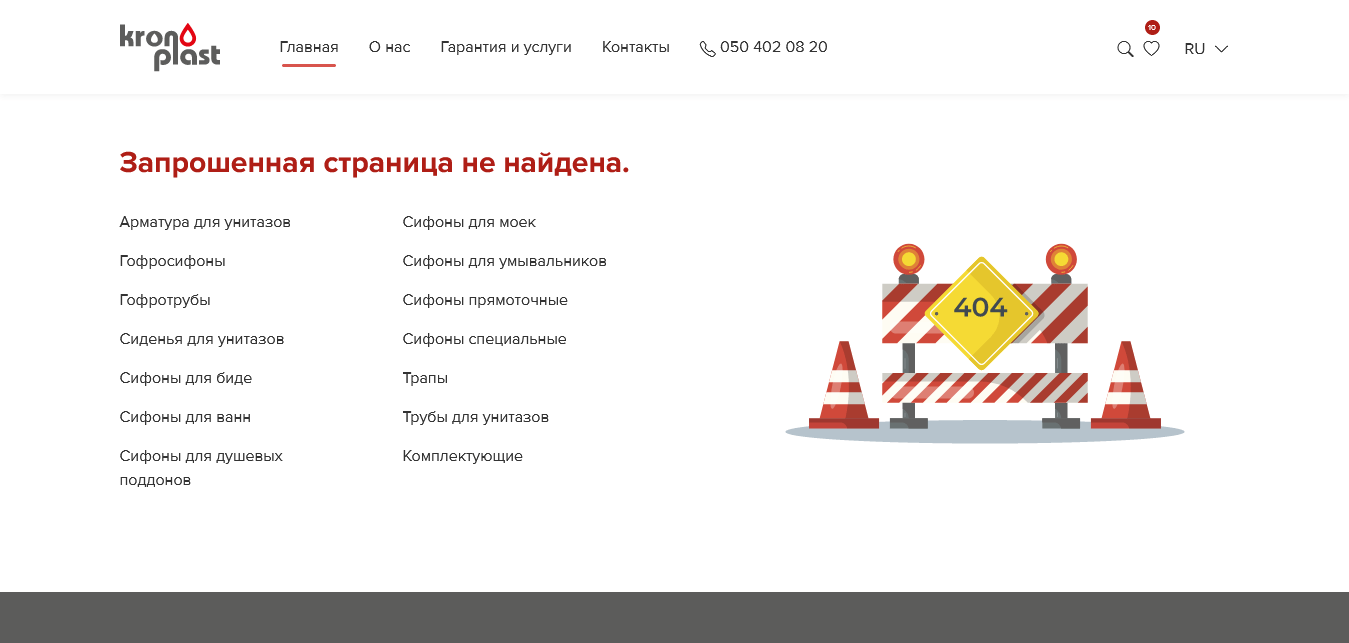 krono
plast
Главная О нас Гарантия и услуги Контакты 050 402 08 20
10
RU
Запрошенная страница не найдена.
Арматура для унитазов
Гофросифоны
Гофротрубы
Сиденья для унитазов
Сифоны для биде
Сифоны для ванн
Сифоны для душевых
поддонов
Сифоны для моек
Сифоны для умывальников
Сифоны прямоточные
Сифоны специальные
Трапы
Трубы для унитазов
Комплектующие
404